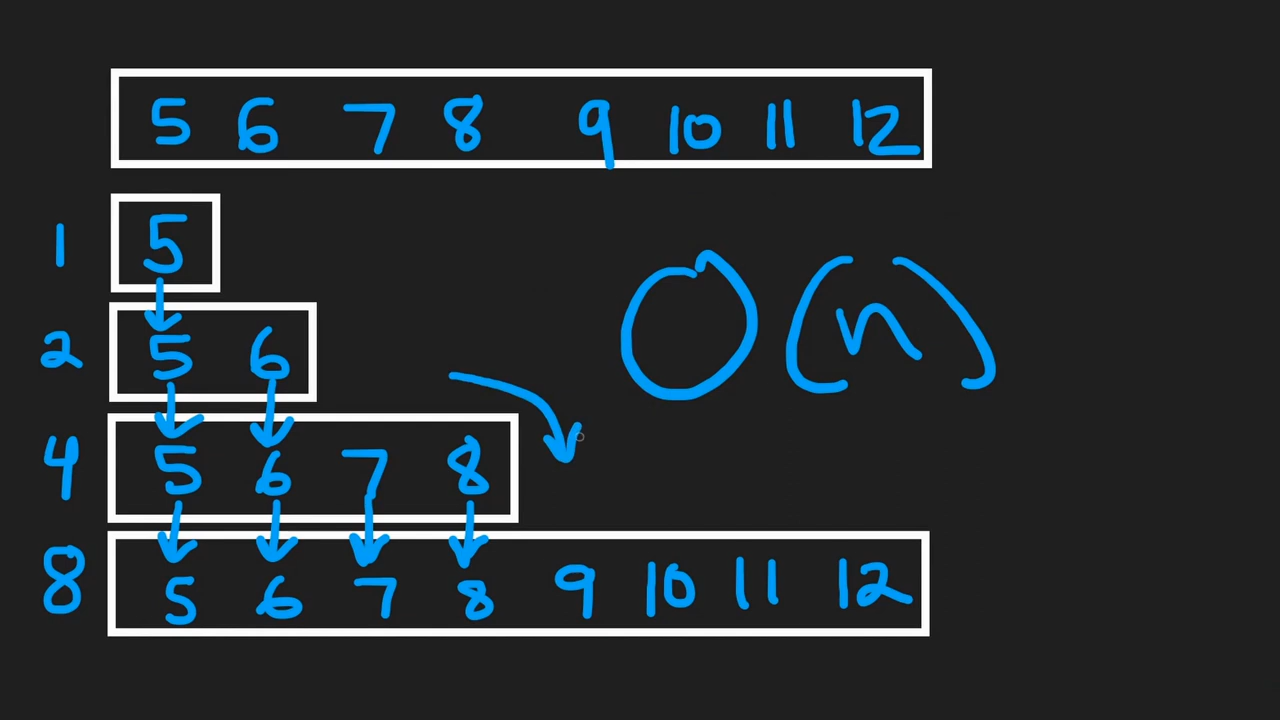 5 6 7 8 9 10 11 12
1 5
O(n)
2 5 6
4 5 6 7 8
8 5 6 7 8 9 10 11 12